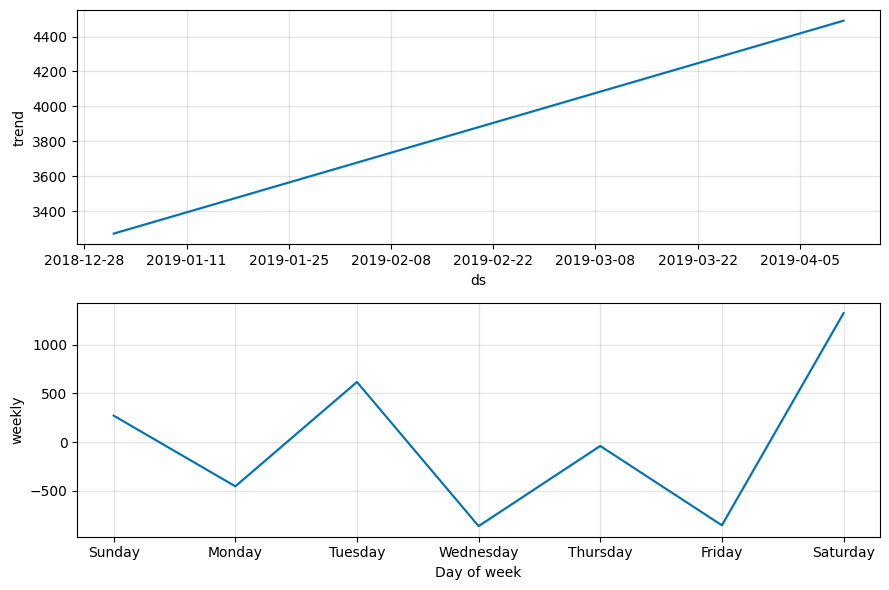 4400
4200
4000
3800
3600
3400
trend
2018-12-28 2019-01-11 2019-01-25 2019-02-08 2019-02-22 2019-03-08 2019-03-22 2019-04-05
ds
1000
500
0
−500
weekly
Sunday Monday Tuesday Wednesday Thursday Friday Saturday
Day of week